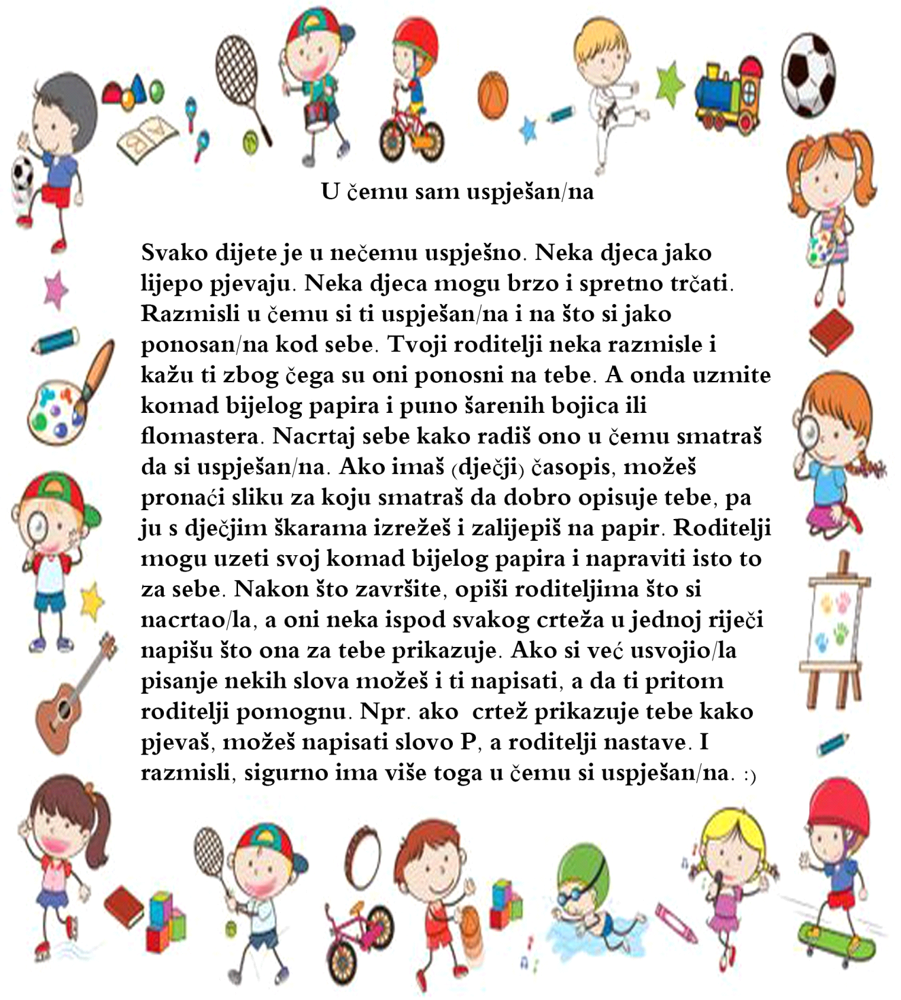 U čemu sam uspješan/na
Svako dijete je u nečemu uspješno. Neka djeca jako
lijepo pjevaju. Neka djeca mogu brzo i spretno trčati.
Razmisli u čemu si ti uspješan/na i na što si jako
ponosan/na kod sebe. Tvoji roditelji neka razmisle i
kažu ti zbog čega su oni ponosni na tebe. A onda uzmite
komad bijelog papira i puno šarenih bojica ili
flomastera. Nacrtaj sebe kako radiš ono u čemu smatraš
da si uspješan/na. Ako imaš (dječji) časopis, možeš
pronaći sliku za koju smatraš da dobro opisuje tebe, pa
ju s dječjim škarama izrežeš i zalijepiš na papir. Roditelji
mogu uzeti svoj komad bijelog papira i napraviti isto to
za sebe. Nakon što završite, opiši roditeljima što si
nacrtao/la, a oni neka ispod svakog crteža u jednoj riječi
napišu što ona za tebe prikazuje. Ako si već usvojio/la
pisanje nekih slova možeš i ti napisati, a da ti pritom
roditelji pomognu. Npr. ako  crtež prikazuje tebe kako
pjevaš, možeš napisati slovo P, a roditelji nastave. I
razmisli, sigurno ima više toga u čemu si uspješan/na. :)